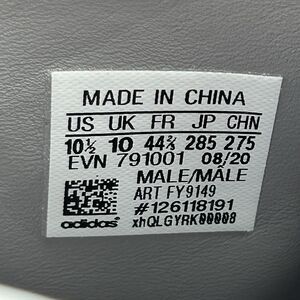 MADE IN CHINA
US UK FR JP CHN
10½ 10 44⅔ 285 275
EVN 791001 08/20
MALE/MÂLE
ART FY9149
#126118191
adidas